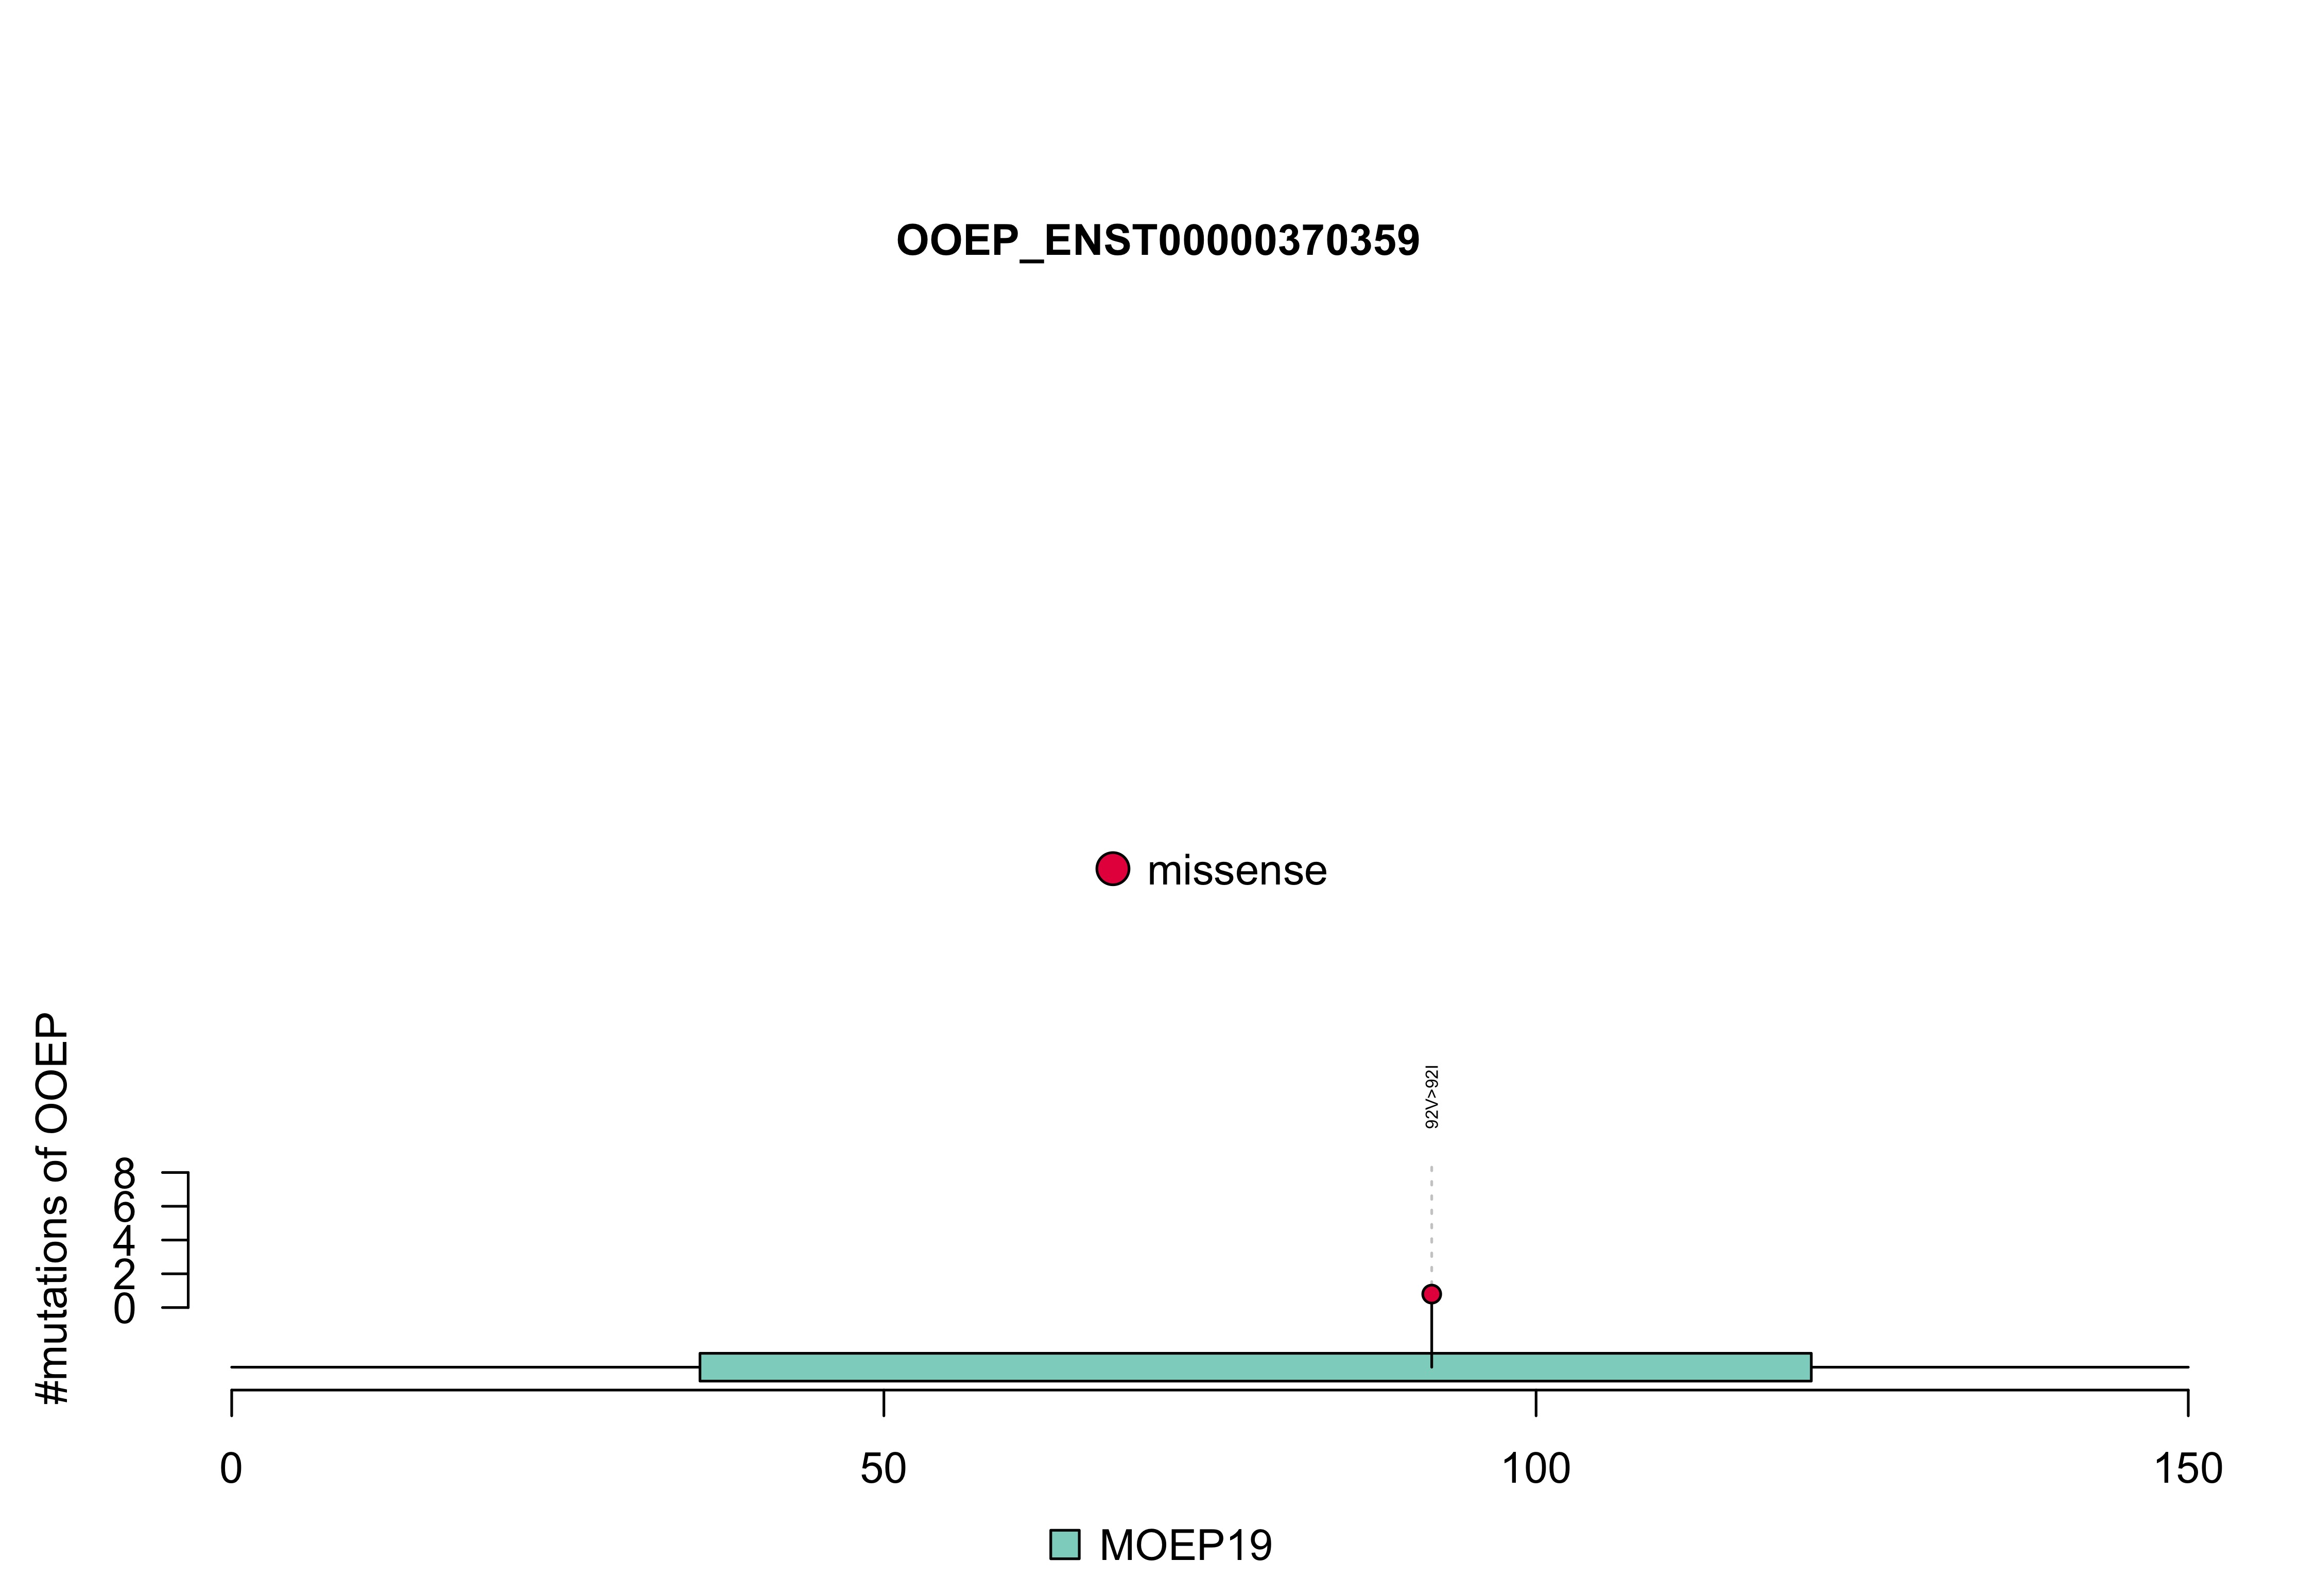 OOEP_ENST00000370359
missense
#mutations of OOEP
92V>92I
8
6
4
2
0
0
50
100
150
MOEP19